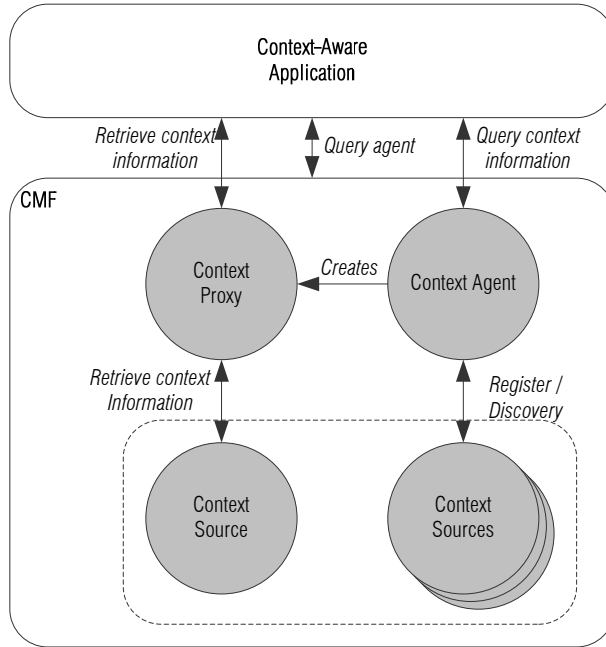 Context-Aware
Application
Retrieve context
information
Query agent
Query context
information
CMF
Context
Proxy
Creates
Context Agent
Retrieve context
Information
Register /
Discovery
Context
Source
Context
Sources